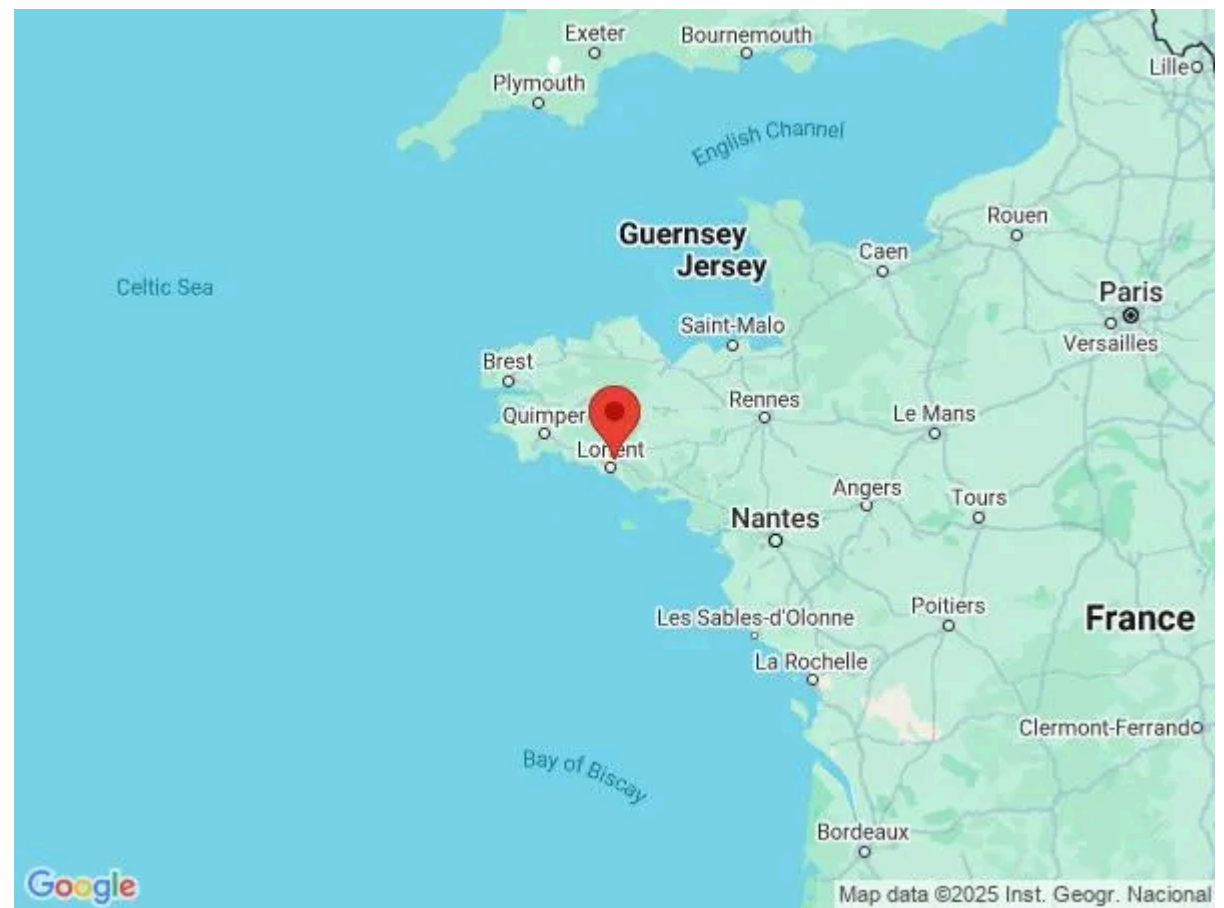 Exeter
Bournemouth
Lille
Plymouth
English Channel
Rouen
Guernsey
Jersey
Caen
Celtic Sea
Paris
Saint-Malo
Versailles
Brest
Rennes
Quimper
Le Mans
Lorient
Angers
Tours
Nantes
Poitiers
Les Sables-d'Olonne
France
La Rochelle
Clermont-Ferrand
Bay of Biscay
Bordeaux
Google
Map data ©2025 Inst. Geogr. Nacional